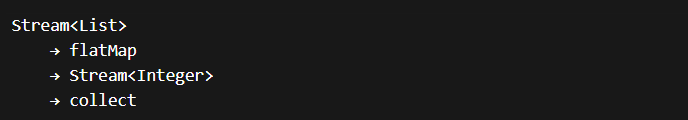 Stream<List>
→ flatMap
→ Stream<Integer>
→ collect